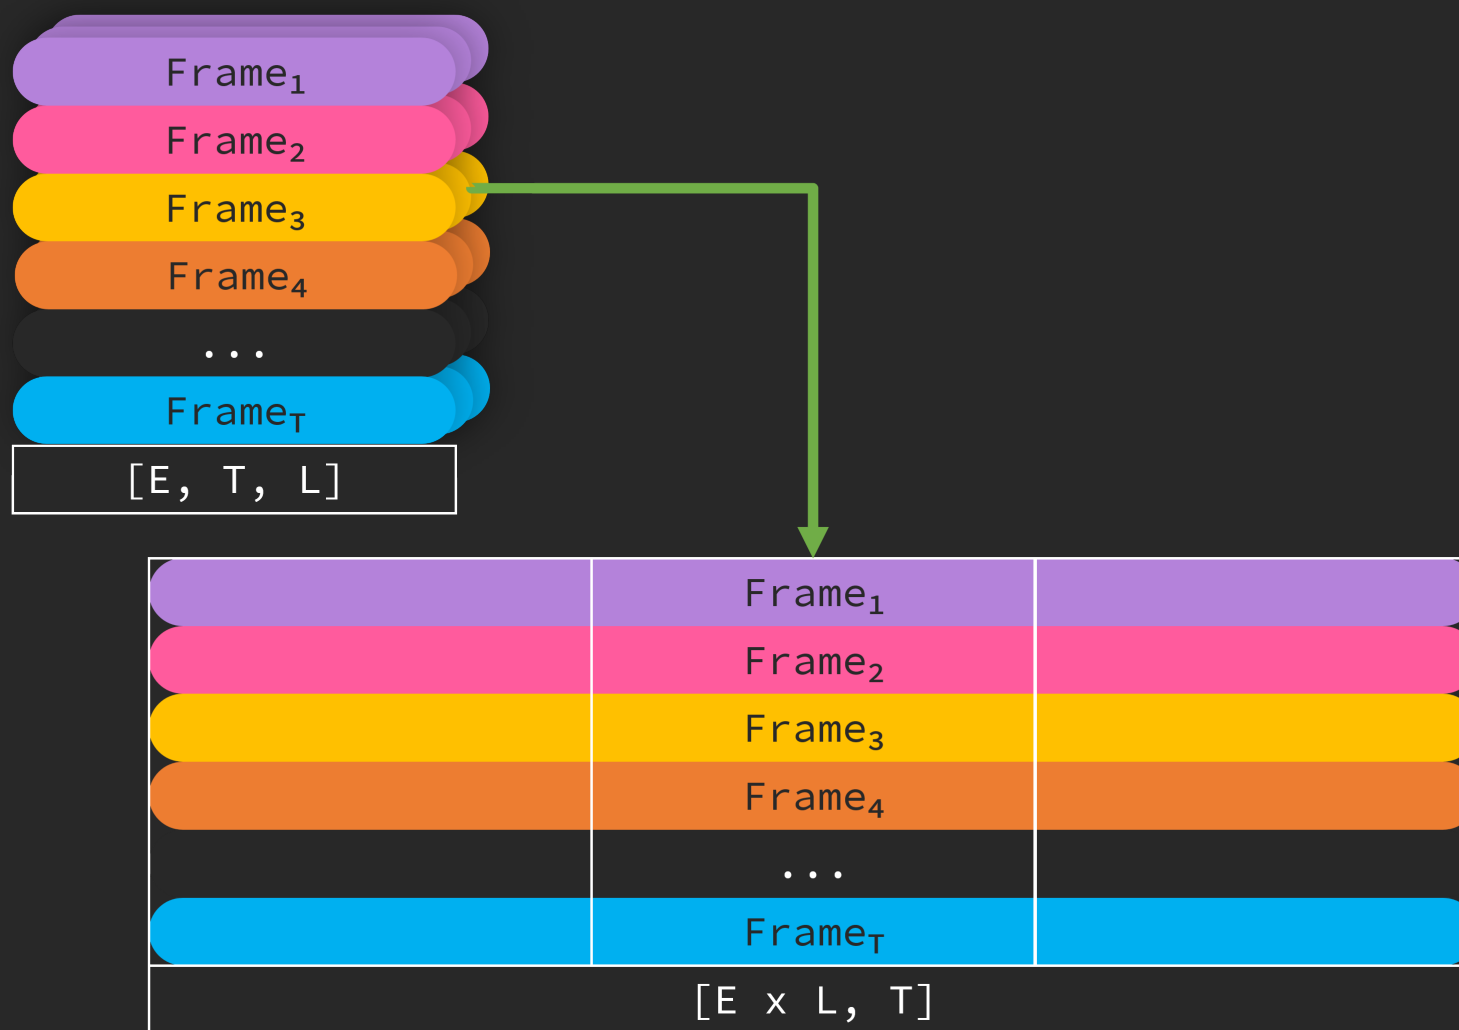 Frame₁
Frame₂
Frame₃
Frame₄
...
Frame_T
[E, T, L]
Frame₁
Frame₂
Frame₃
Frame₄
...
Frame_T
[E x L, T]